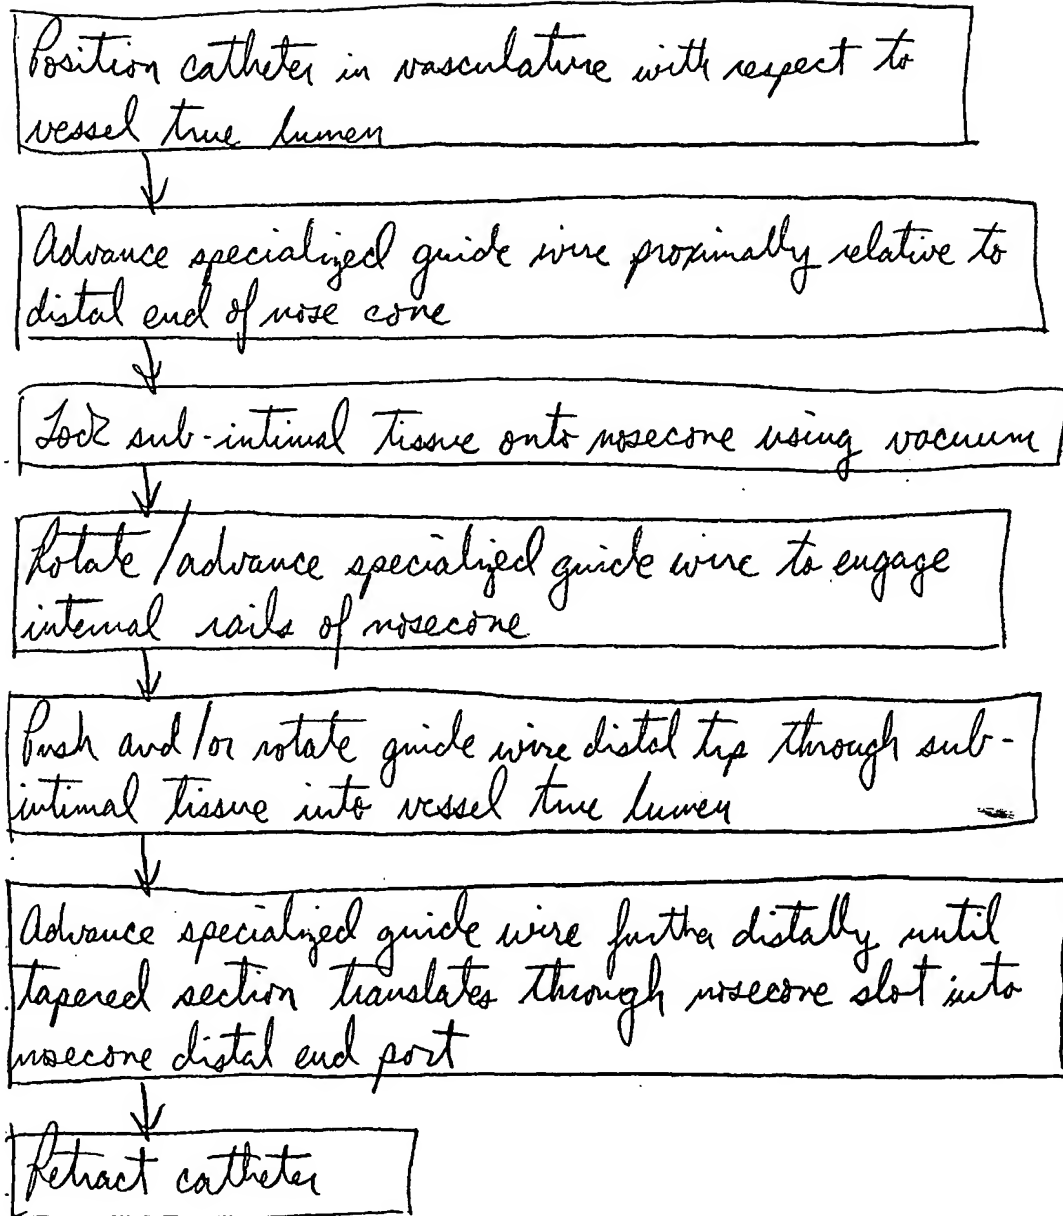 Position catheter in vasculature with respect to
vessel true lumen
Advance specialized guide wire proximally relative to
distal end of nose cone
Lock sub-intimal tissue onto nosecone using vacuum
Rotate/advance specialized guide wire to engage
internal rails of nosecone
Push and/or rotate guide wire distal tip through sub-
intimal tissue into vessel true lumen
Advance specialized guide wire further distally until
tapered section translates through nosecone slot into
nosecone distal end port
Retract catheter